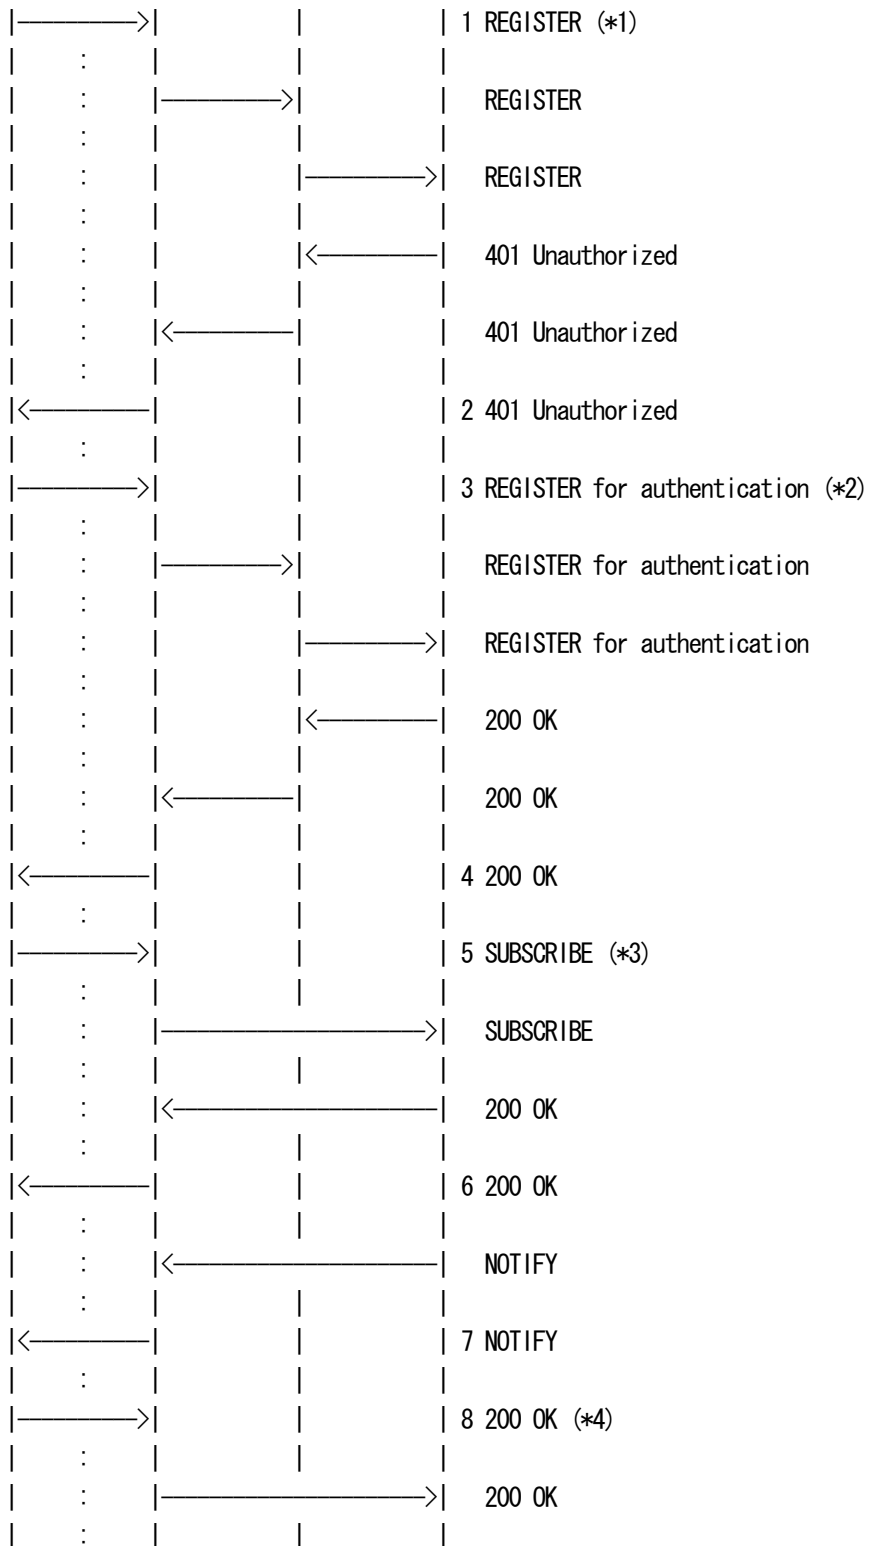 1 REGISTER (*1)
REGISTER
REGISTER
401 Unauthorized
401 Unauthorized
2 401 Unauthorized
3 REGISTER for authentication (*2)
REGISTER for authentication
REGISTER for authentication
200 OK
200 OK
4 200 OK
5 SUBSCRIBE (*3)
SUBSCRIBE
200 OK
6 200 OK
NOTIFY
7 NOTIFY
8 200 OK (*4)
200 OK